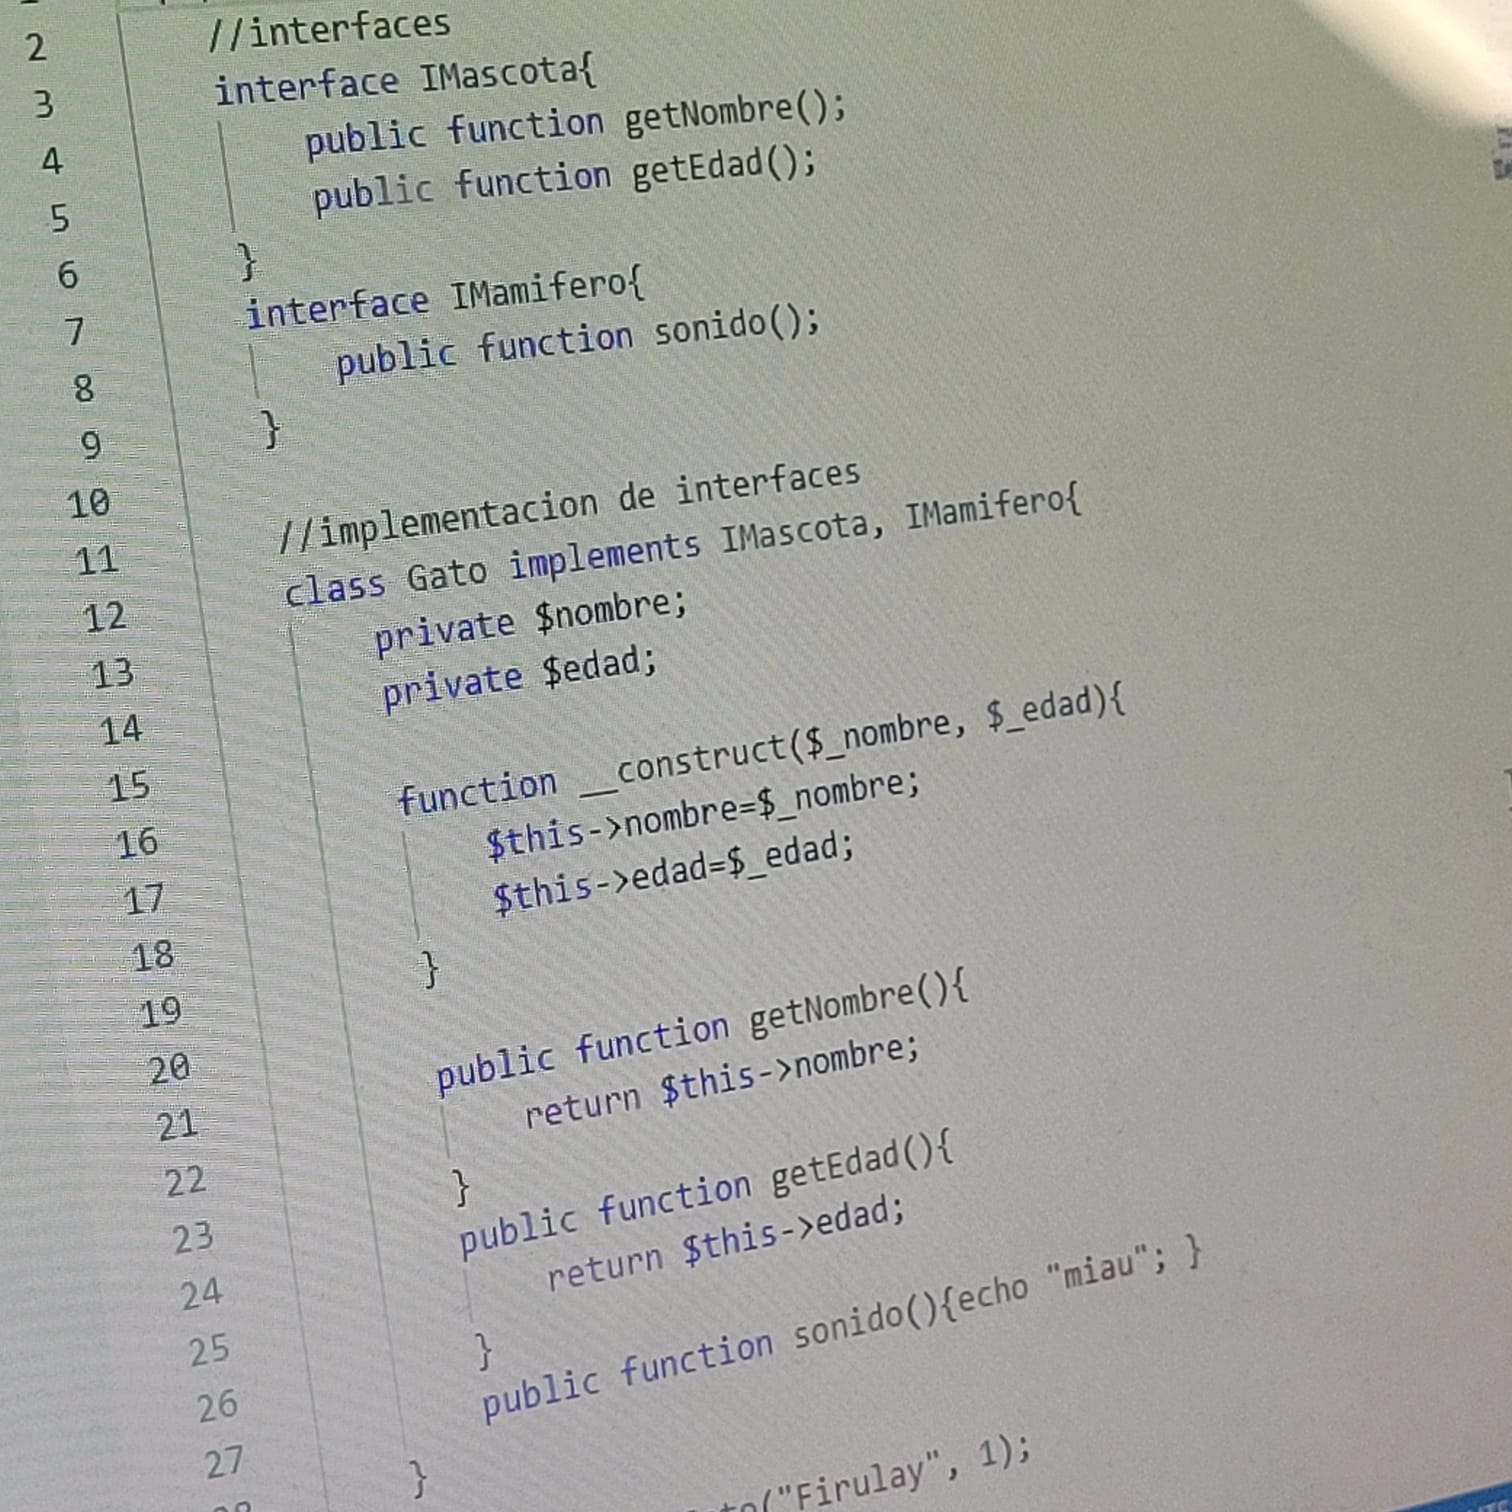 2 //interfaces
3 interface IMascota{
4 public function getNombre();
5 public function getEdad();
6 }
7 interface IMamifero{
8 public function sonido();
9 }
10
11 //implementacion de interfaces
12 class Gato implements IMascota, IMamifero{
13 private $nombre;
14 private $edad;
15
16 function __construct($_nombre, $_edad){
17 $this->nombre=$_nombre;
18 $this->edad=$_edad;
19 }
20
21 public function getNombre(){
22 return $this->nombre;
23 }
24 public function getEdad(){
25 return $this->edad;
26 }
27 public function sonido(){echo "miau"; }
}
("Firulay", 1);